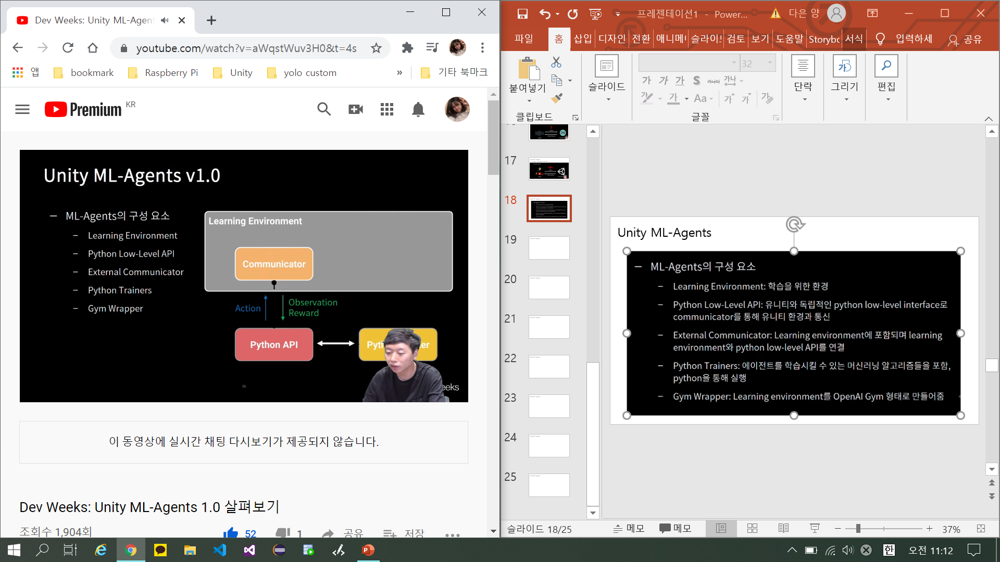 Dev Weeks: Unity ML-Agent
youtube.com/watch?v=aWqstWuv3H0&t=4s
앱
bookmark
Raspberry Pi
Unity
yolo custom
»
기타 북마크
Premium KR
Unity ML-Agents v1.0
– ML-Agents의 구성 요소
– Learning Environment
– Python Low-Level API
– External Communicator
– Python Trainers
– Gym Wrapper
Learning Environment
Communicator
Action
Observation
Reward
Python API
36
이 동영상에 실시간 채팅 다시보기가 제공되지 않습니다.
Dev Weeks: Unity ML-Agents 1.0 살펴보기
조회수 1,904회
52
1
공유
저장
프레젠테이션1 - Power...
다은 양
파일
홈
삽입
디자인
전환
애니메이
슬라이
검토
보기
도움말
Storybo
서식
입력하세
공유
붙여넣기
클립보드
슬라이드
32
가 가 가 S 가나다 간나
가 가 Aa 가 가 가
글꼴
단락
그리기
편집
17
18
19
20
21
22
23
24
25
Unity ML-Agents
– ML-Agents의 구성 요소
– Learning Environment: 학습을 위한 환경
– Python Low-Level API: 유니티와 독립적인 python low-level interface로
communicator를 통해 유니티 환경과 통신
– External Communicator: Learning environment에 포함되며 learning
environment와 python low-level API를 연결
– Python Trainers: 에이전트를 학습시킬 수 있는 머신러닝 알고리즘들을 포함,
python을 통해 실행
– Gym Wrapper: Learning environment를 OpenAI Gym 형태로 만들어줌
슬라이드 18/25
메모
메모
37%
한
오전 11:12